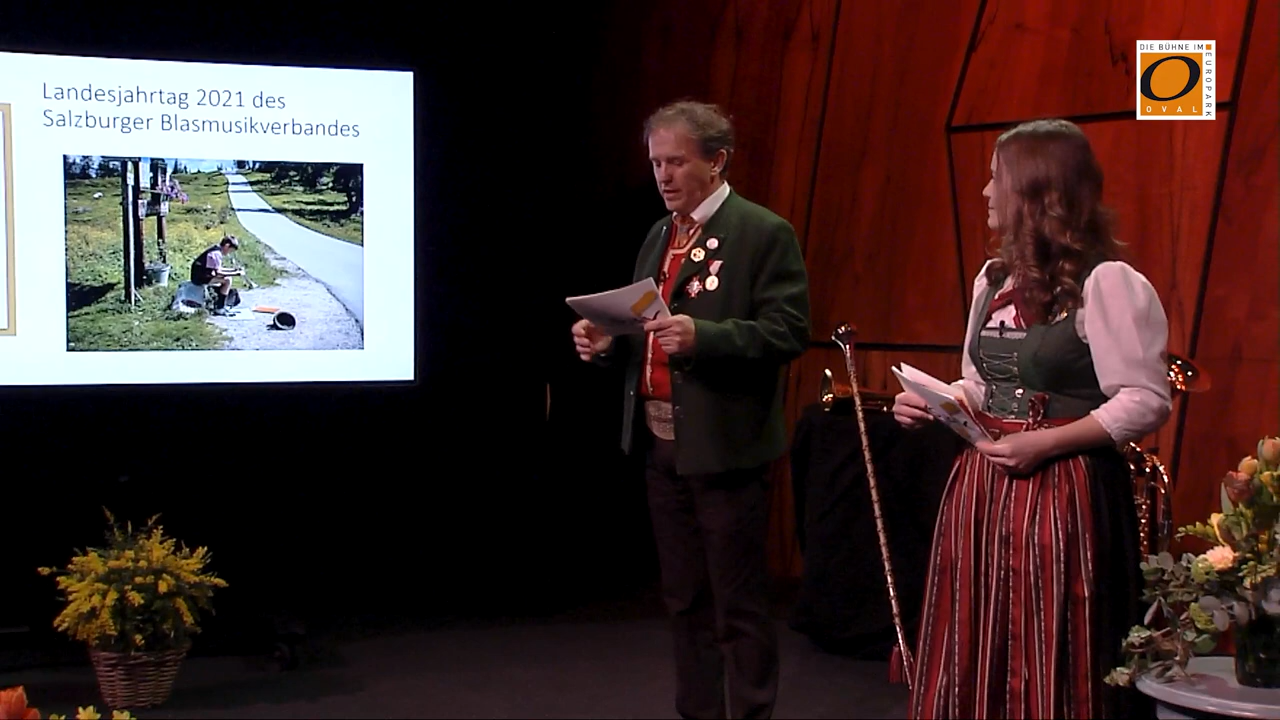 Landesjahrtag 2021 des
Salzburger Blasmusikverbandes
DIE BÜHNE IM
EUROPARK
OVAL